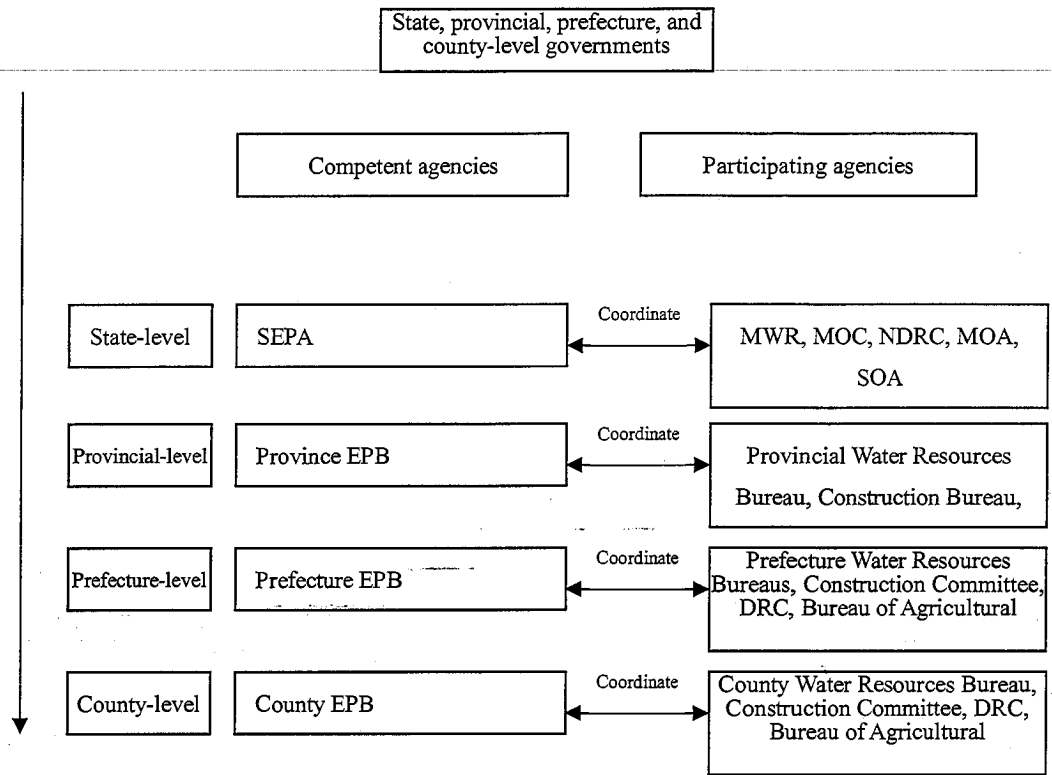 State, provincial, prefecture, and
county-level governments
Competent agencies
Participating agencies
State-level
SEPA
Coordinate
MWR, MOC, NDRC, MOA,
SOA
Provincial-level
Province EPB
Coordinate
Provincial Water Resources
Bureau, Construction Bureau,
Prefecture-level
Prefecture EPB
Coordinate
Prefecture Water Resources
Bureaus, Construction Committee,
DRC, Bureau of Agricultural
County-level
County EPB
Coordinate
County Water Resources Bureau,
Construction Committee, DRC,
Bureau of Agricultural